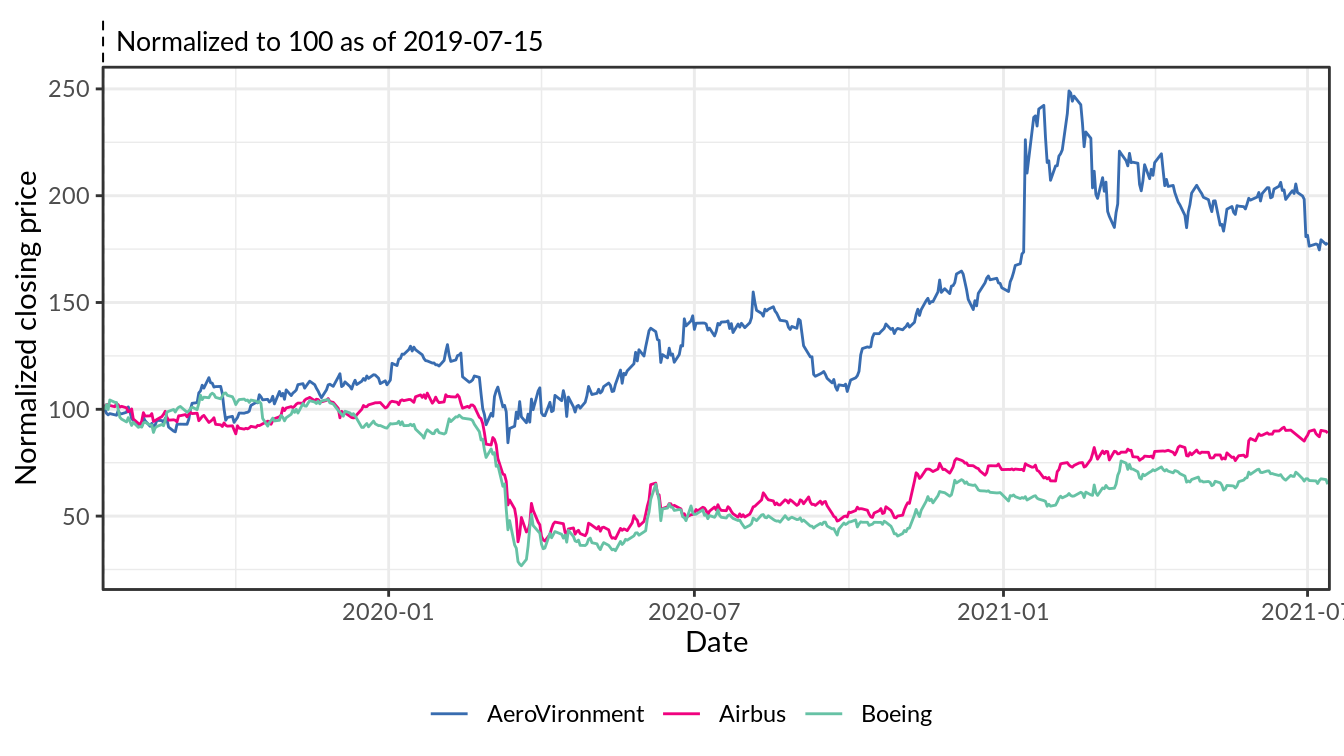 Normalized to 100 as of 2019-07-15
Normalized closing price
250
200
150
100
50
2020-01
2020-07
2021-01
2021-0
Date
AeroVironment
Airbus
Boeing